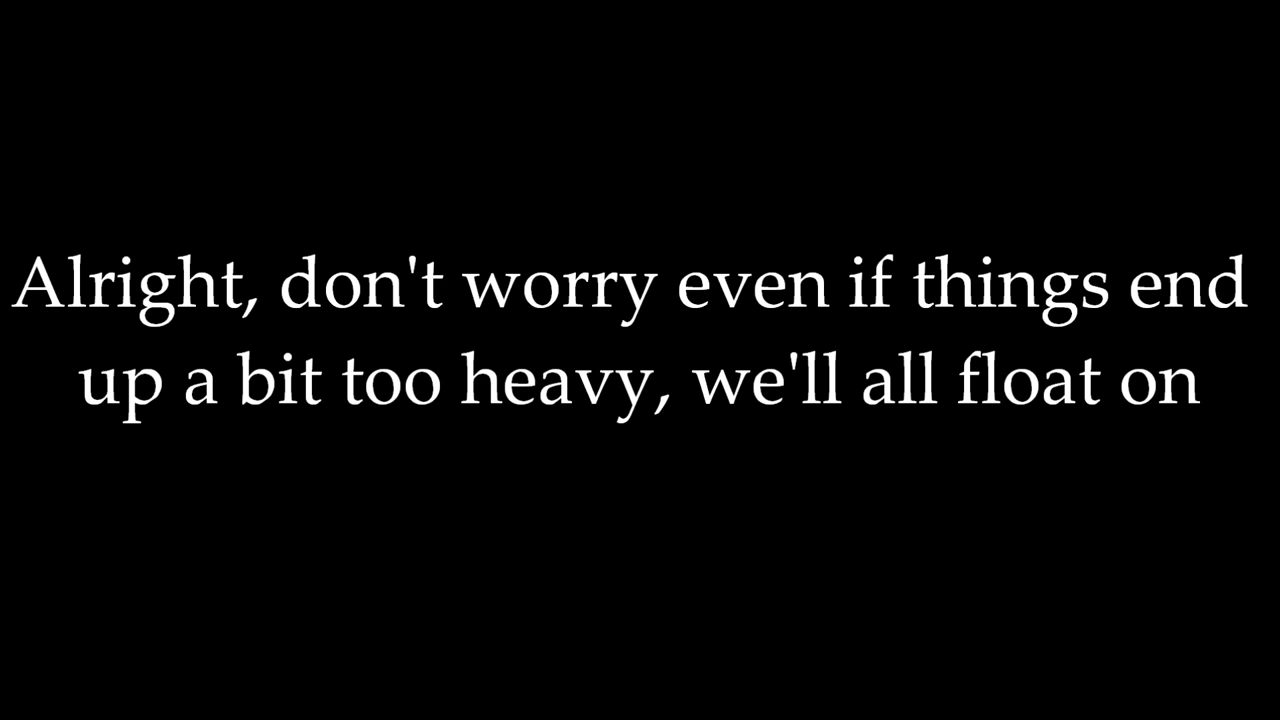 Alright, don't worry even if things end
up a bit too heavy, we'll all float on